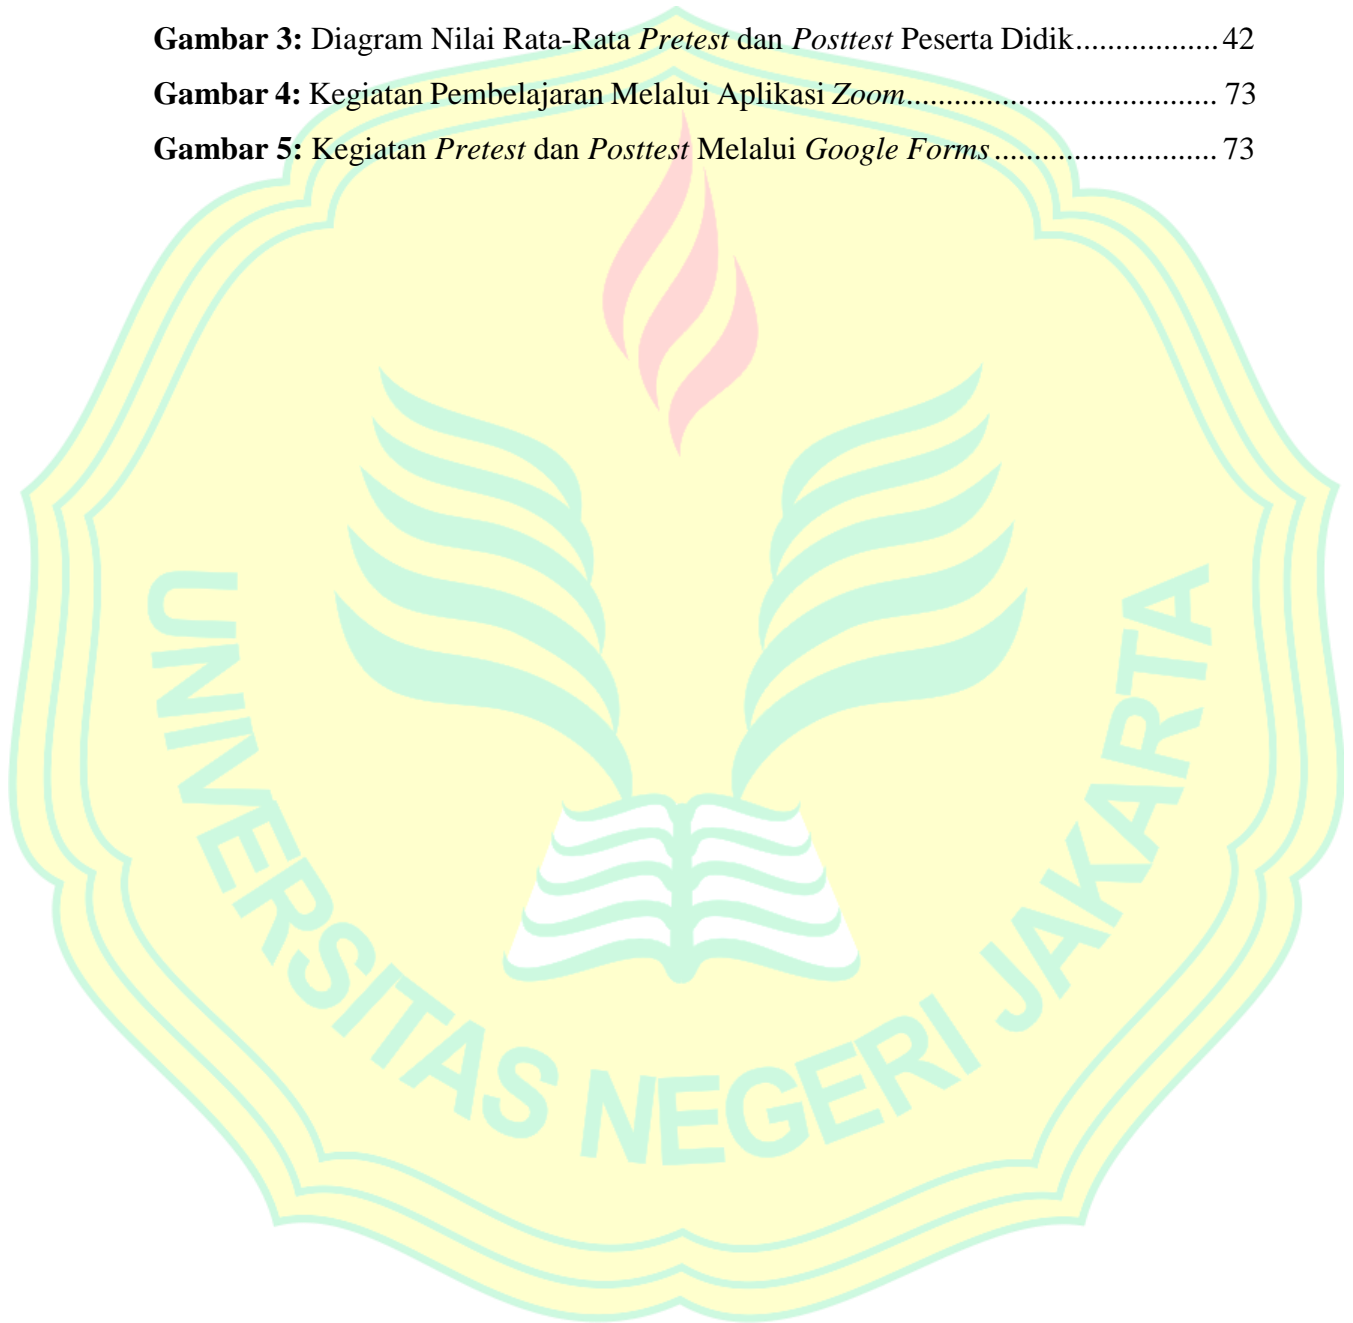 Gambar 3: Diagram Nilai Rata-Rata Pretest dan Posttest Peserta Didik.................. 42
Gambar 4: Kegiatan Pembelajaran Melalui Aplikasi Zoom....................................... 73
Gambar 5: Kegiatan Pretest dan Posttest Melalui Google Forms............................ 73
UNIVERSITAS NEGERI JAKARTA